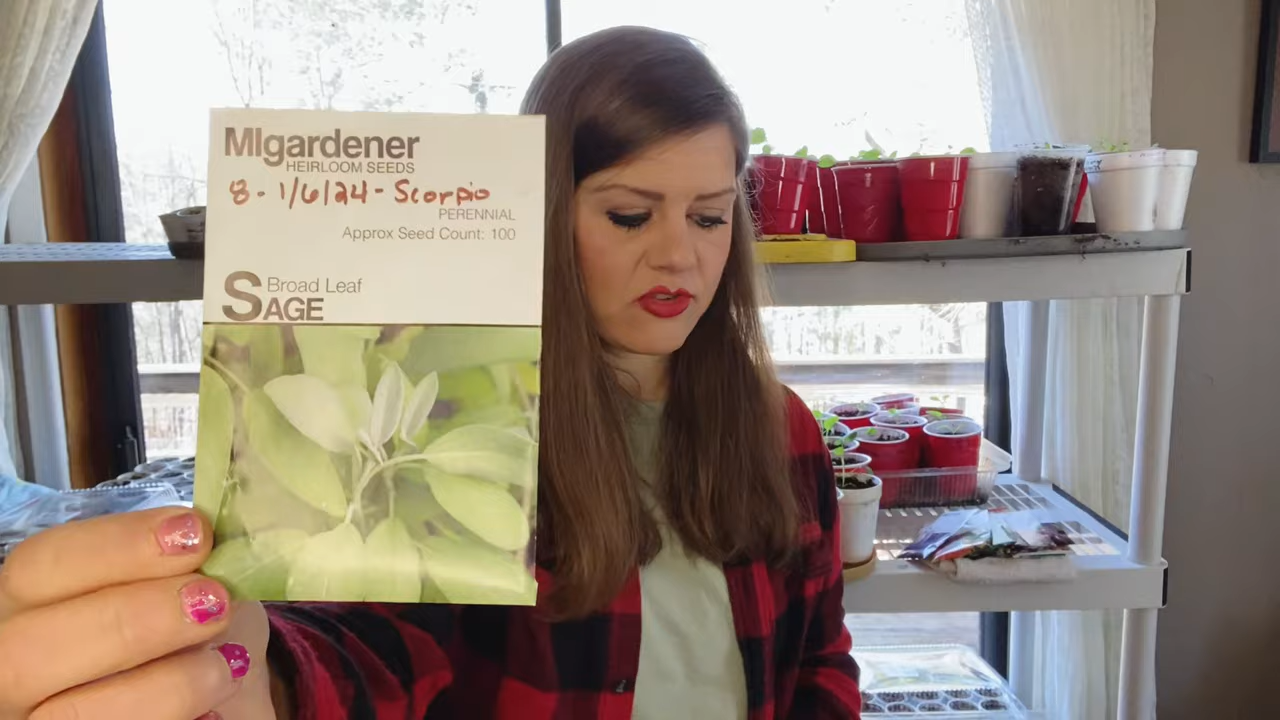 MIgardener
HEIRLOOM SEEDS
8-1/6/24-Scorpio
PERENNIAL
Approx Seed Count: 100
Broad Leaf
SAGE